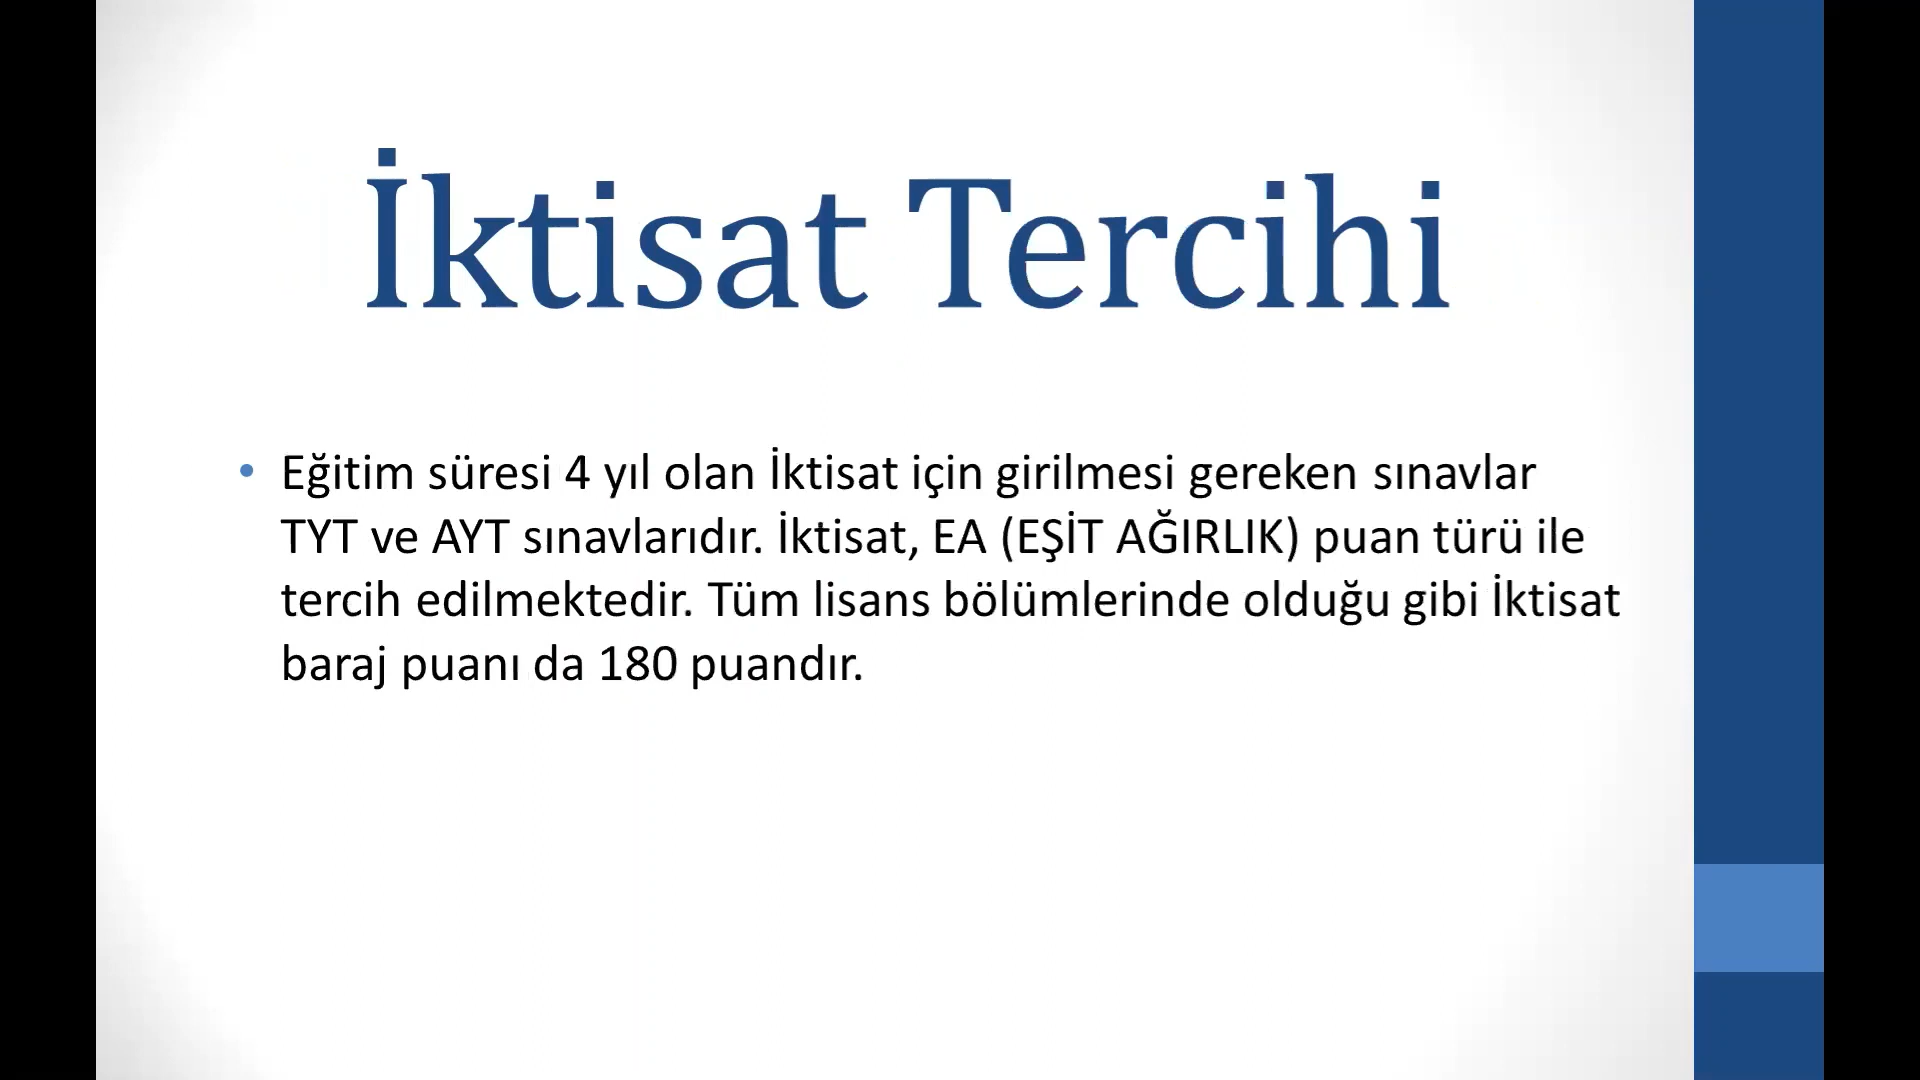 İktisat Tercihi
• Eğitim süresi 4 yıl olan İktisat için girilmesi gereken sınavlar
TYT ve AYT sınavlarıdır. İktisat, EA (EŞİT AĞIRLIK) puan türü ile
tercih edilmektedir. Tüm lisans bölümlerinde olduğu gibi İktisat
baraj puanı da 180 puandır.